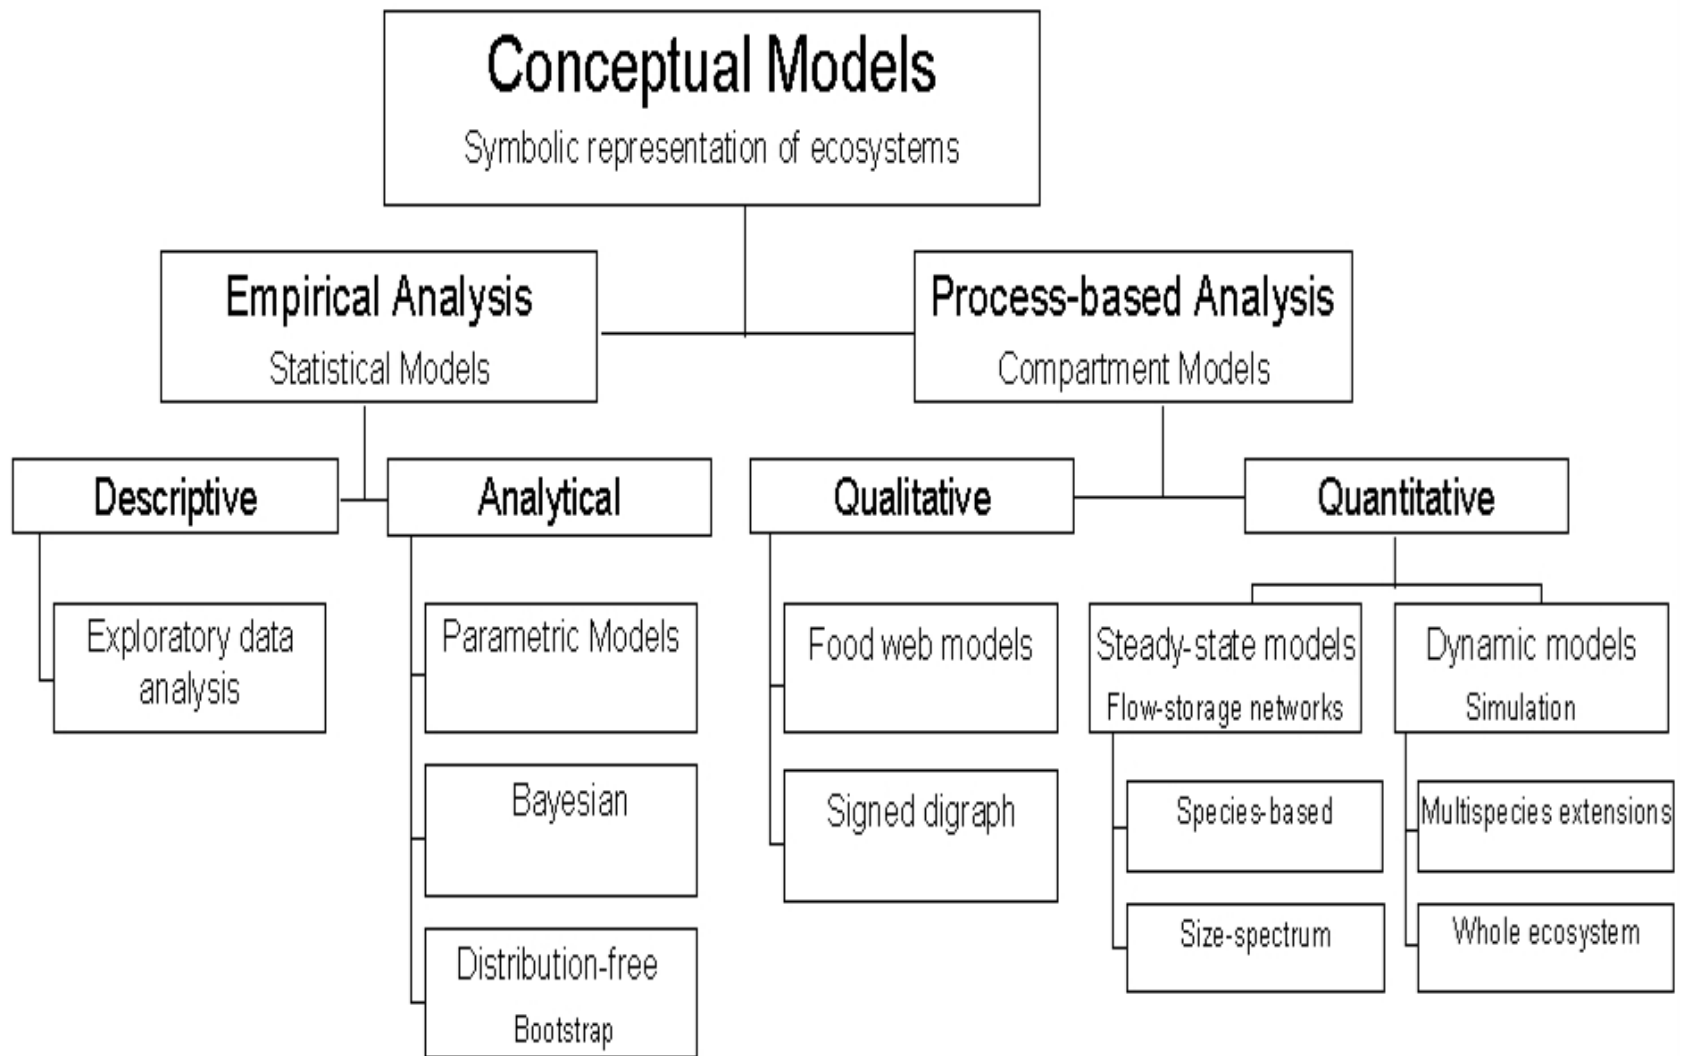 Conceptual Models
Symbolic representation of ecosystems
Empirical Analysis
Statistical Models
Process-based Analysis
Compartment Models
Descriptive
Analytical
Qualitative
Quantitative
Exploratory data
analysis
Parametric Models
Bayesian
Distribution-free
Bootstrap
Food web models
Signed digraph
Steady-state models
Flow-storage networks
Species-based
Size-spectrum
Dynamic models
Simulation
Multispecies extensions
Whole ecosystem